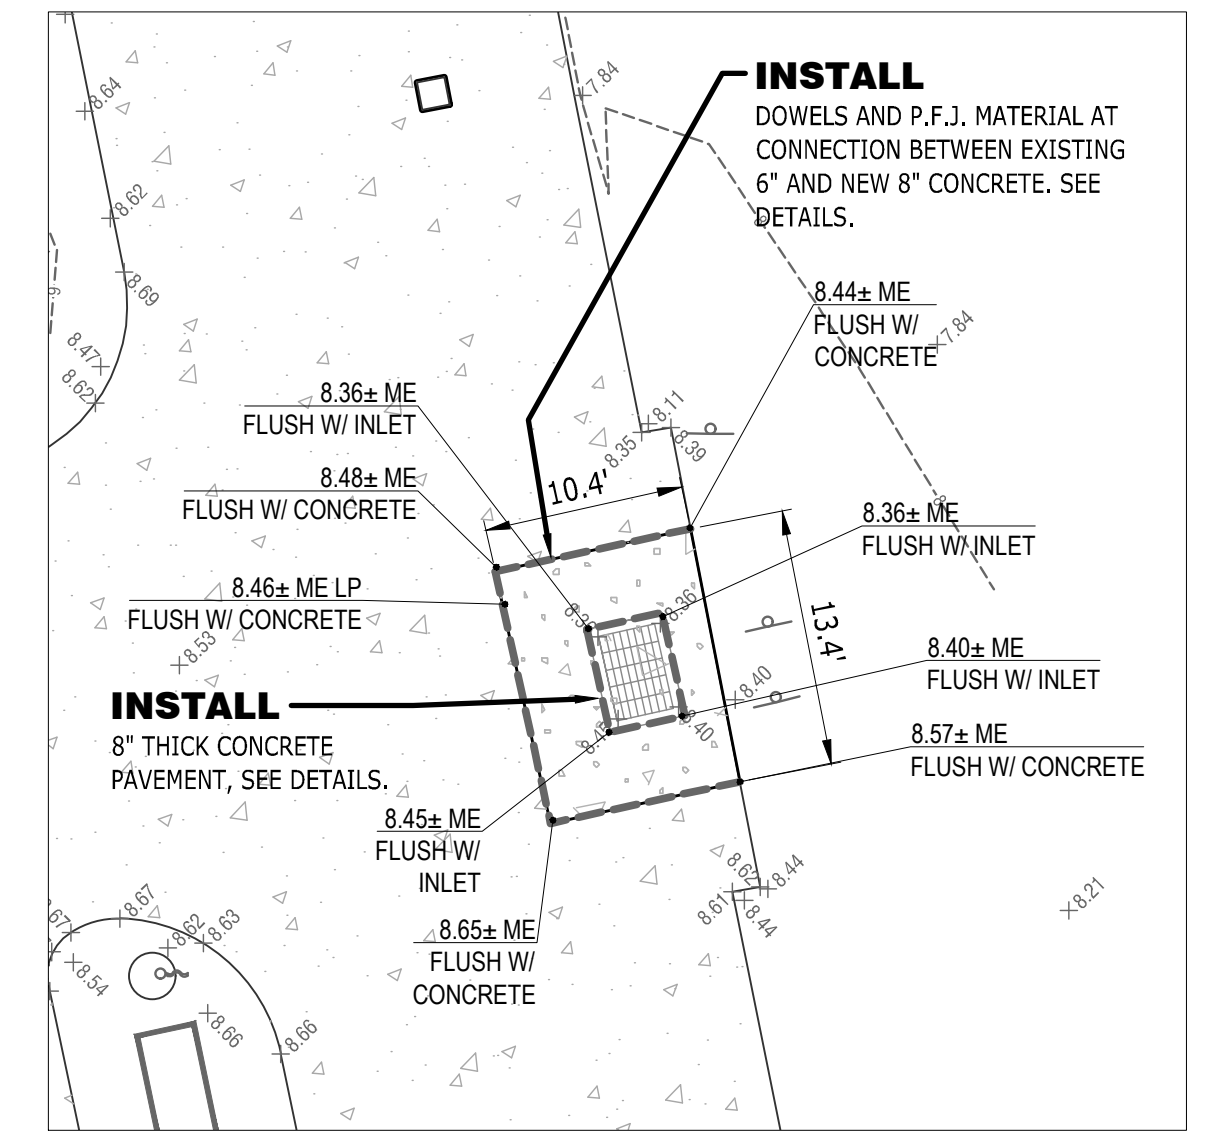 INSTALL
DOWELS AND P.F.J. MATERIAL AT
CONNECTION BETWEEN EXISTING
6" AND NEW 8" CONCRETE. SEE
DETAILS.
7.84
8.64
8.62
8.69
8.47
8.62
8.44± ME
FLUSH W/
CONCRETE
7.84
8.36± ME
FLUSH W/ INLET
8.11
8.35
8.39
8.48± ME
FLUSH W/ CONCRETE
10.4'
8
8
8.36± ME
FLUSH W/ INLET
8.46± ME LP
FLUSH W/ CONCRETE
8.36
13.4'
8.53
8.40± ME
FLUSH W/ INLET
8.40
INSTALL
8" THICK CONCRETE
PAVEMENT, SEE DETAILS.
8.45
8.40
8.57± ME
FLUSH W/ CONCRETE
8.45± ME
FLUSH W/
INLET
8.62
8.44
8.61
8.44
8.21
8.65± ME
FLUSH W/
CONCRETE
8.67
8.67
8.62
8.63
8.54
8.66
8.66